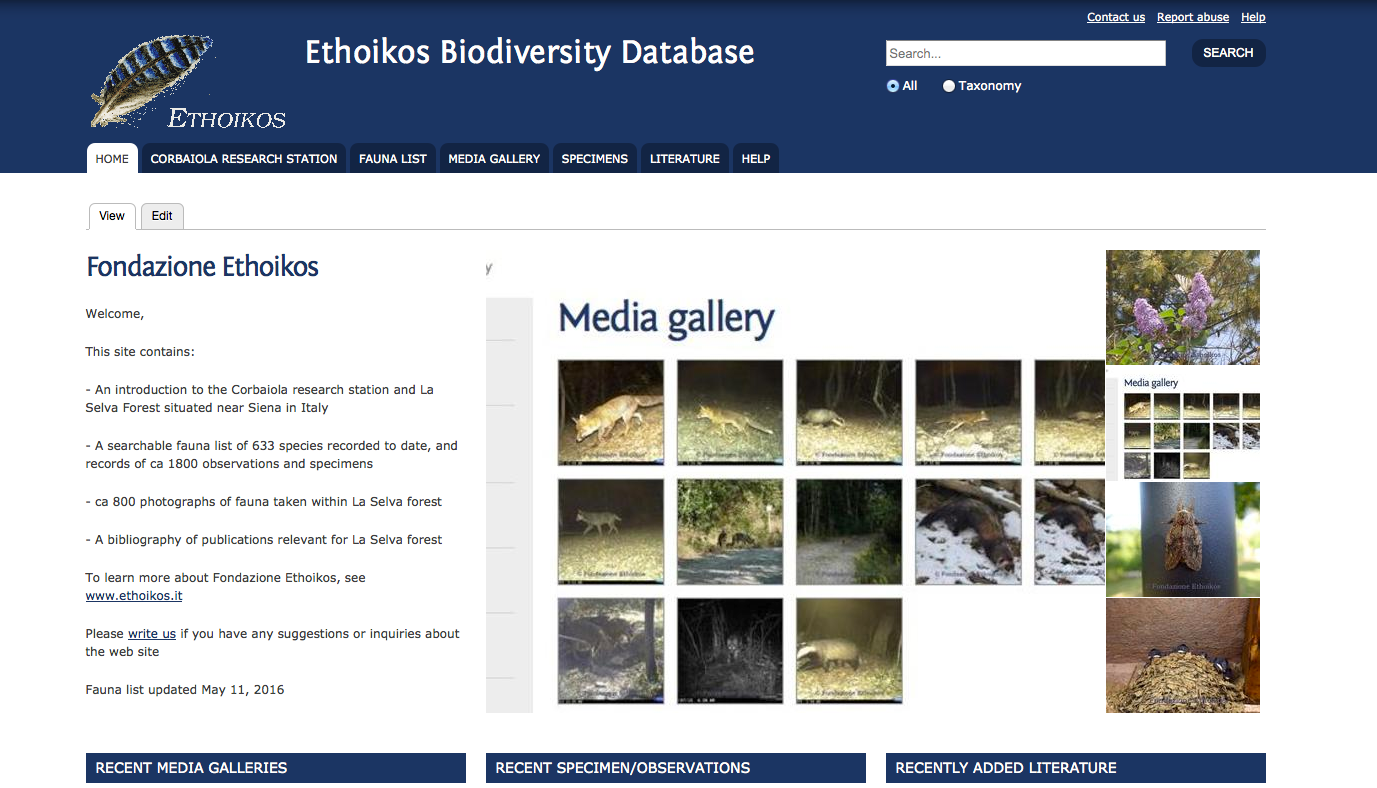 Contact us Report abuse Help
Ethoikos Biodiversity Database
Search...
SEARCH
ETHOIKOS
All Taxonomy
HOME CORBAIOLA RESEARCH STATION FAUNA LIST MEDIA GALLERY SPECIMENS LITERATURE HELP
View Edit
Fondazione Ethoikos
Welcome,
This site contains:
- An introduction to the Corbaiola research station and La
Selva Forest situated near Siena in Italy
- A searchable fauna list of 633 species recorded to date, and
records of ca 1800 observations and specimens
- ca 800 photographs of fauna taken within La Selva forest
- A bibliography of publications relevant for La Selva forest
To learn more about Fondazione Ethoikos, see
www.ethoikos.it
Please write us if you have any suggestions or inquiries about
the web site
Fauna list updated May 11, 2016
y
Media gallery
Media gallery
© Fondazione Ethoikos
RECENT MEDIA GALLERIES
RECENT SPECIMEN/OBSERVATIONS
RECENTLY ADDED LITERATURE